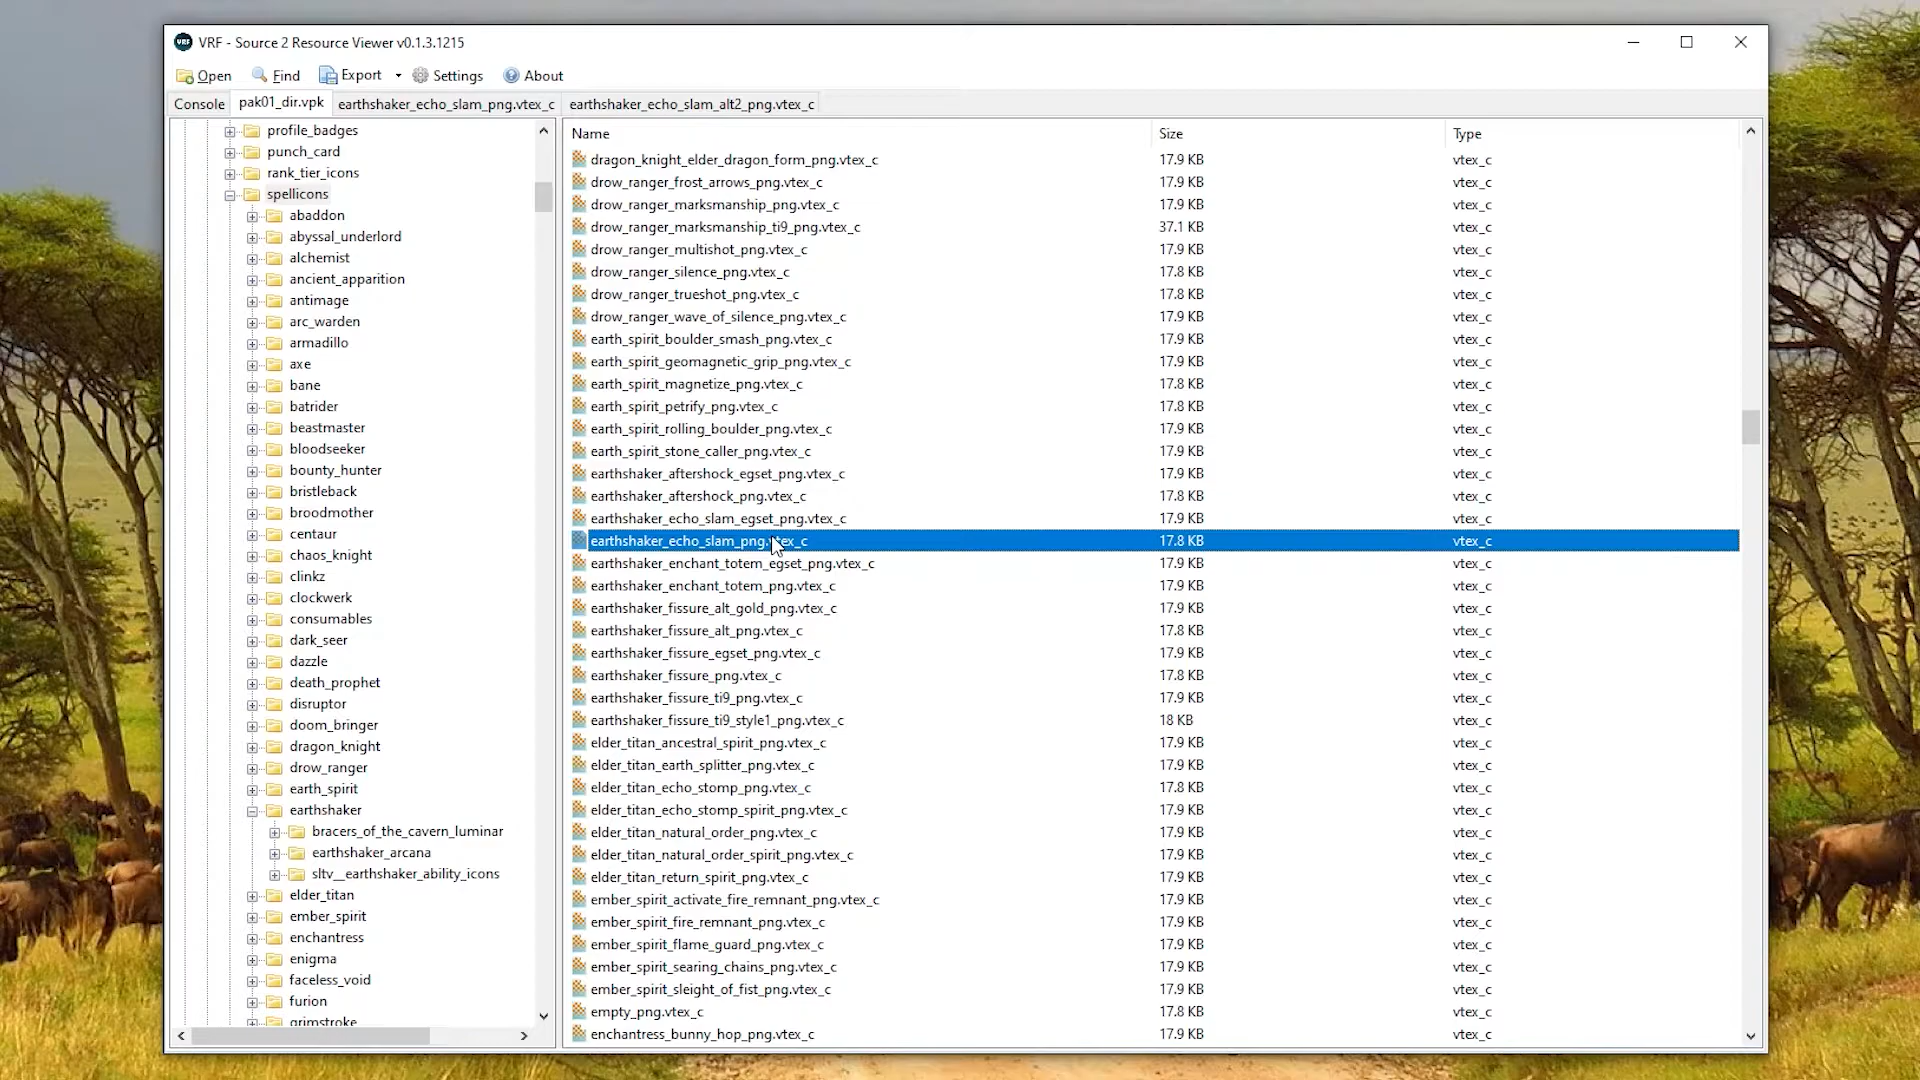 VRF - Source 2 Resource Viewer v0.1.3.1215
Open Find Export Settings About
Console pak01_dir.vpk earthshaker_echo_slam_png.vtex_c earthshaker_echo_slam_alt2_png.vtex_c
profile_badges
punch_card
rank_tier_icons
spellicons
abaddon
abyssal_underlord
alchemist
ancient_apparition
antimage
arc_warden
armadillo
axe
bane
batrider
beastmaster
bloodseeker
bounty_hunter
bristleback
broodmother
centaur
chaos_knight
clinkz
clockwerk
consumables
dark_seer
dazzle
death_prophet
disruptor
doom_bringer
dragon_knight
drow_ranger
earth_spirit
earthshaker
bracers_of_the_cavern_luminar
earthshaker_arcana
sltv__earthshaker_ability_icons
elder_titan
ember_spirit
enchantress
enigma
faceless_void
furion
grimstroke
Name Size Type
dragon_knight_elder_dragon_form_png.vtex_c 17.9 KB vtex_c
drow_ranger_frost_arrows_png.vtex_c 17.9 KB vtex_c
drow_ranger_marksmanship_png.vtex_c 17.9 KB vtex_c
drow_ranger_marksmanship_ti9_png.vtex_c 37.1 KB vtex_c
drow_ranger_multishot_png.vtex_c 17.9 KB vtex_c
drow_ranger_silence_png.vtex_c 17.8 KB vtex_c
drow_ranger_trueshot_png.vtex_c 17.8 KB vtex_c
drow_ranger_wave_of_silence_png.vtex_c 17.9 KB vtex_c
earth_spirit_boulder_smash_png.vtex_c 17.9 KB vtex_c
earth_spirit_geomagnetic_grip_png.vtex_c 17.9 KB vtex_c
earth_spirit_magnetize_png.vtex_c 17.8 KB vtex_c
earth_spirit_petrify_png.vtex_c 17.8 KB vtex_c
earth_spirit_rolling_boulder_png.vtex_c 17.9 KB vtex_c
earth_spirit_stone_caller_png.vtex_c 17.9 KB vtex_c
earthshaker_aftershock_egset_png.vtex_c 17.9 KB vtex_c
earthshaker_aftershock_png.vtex_c 17.8 KB vtex_c
earthshaker_echo_slam_egset_png.vtex_c 17.9 KB vtex_c
earthshaker_echo_slam_png.vtex_c 17.8 KB vtex_c
earthshaker_enchant_totem_egset_png.vtex_c 17.9 KB vtex_c
earthshaker_enchant_totem_png.vtex_c 17.9 KB vtex_c
earthshaker_fissure_alt_gold_png.vtex_c 17.9 KB vtex_c
earthshaker_fissure_alt_png.vtex_c 17.8 KB vtex_c
earthshaker_fissure_egset_png.vtex_c 17.9 KB vtex_c
earthshaker_fissure_png.vtex_c 17.8 KB vtex_c
earthshaker_fissure_ti9_png.vtex_c 17.9 KB vtex_c
earthshaker_fissure_ti9_style1_png.vtex_c 18 KB vtex_c
elder_titan_ancestral_spirit_png.vtex_c 17.9 KB vtex_c
elder_titan_earth_splitter_png.vtex_c 17.9 KB vtex_c
elder_titan_echo_stomp_png.vtex_c 17.8 KB vtex_c
elder_titan_echo_stomp_spirit_png.vtex_c 17.9 KB vtex_c
elder_titan_natural_order_png.vtex_c 17.9 KB vtex_c
elder_titan_natural_order_spirit_png.vtex_c 17.9 KB vtex_c
elder_titan_return_spirit_png.vtex_c 17.9 KB vtex_c
ember_spirit_activate_fire_remnant_png.vtex_c 17.9 KB vtex_c
ember_spirit_fire_remnant_png.vtex_c 17.9 KB vtex_c
ember_spirit_flame_guard_png.vtex_c 17.9 KB vtex_c
ember_spirit_searing_chains_png.vtex_c 17.9 KB vtex_c
ember_spirit_sleight_of_fist_png.vtex_c 17.9 KB vtex_c
empty_png.vtex_c 17.8 KB vtex_c
enchantress_bunny_hop_png.vtex_c 17.9 KB vtex_c